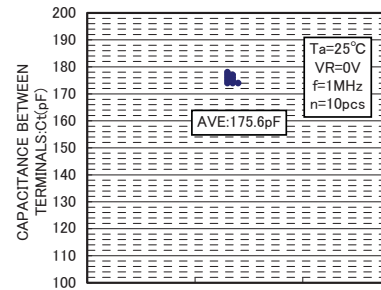 CAPACITANCE BETWEEN
TERMINALS:Ct(pF)
200
190
180
170
160
150
140
130
120
110
100
Ta=25℃
VR=0V
f=1MHz
n=10pcs
AVE:175.6pF